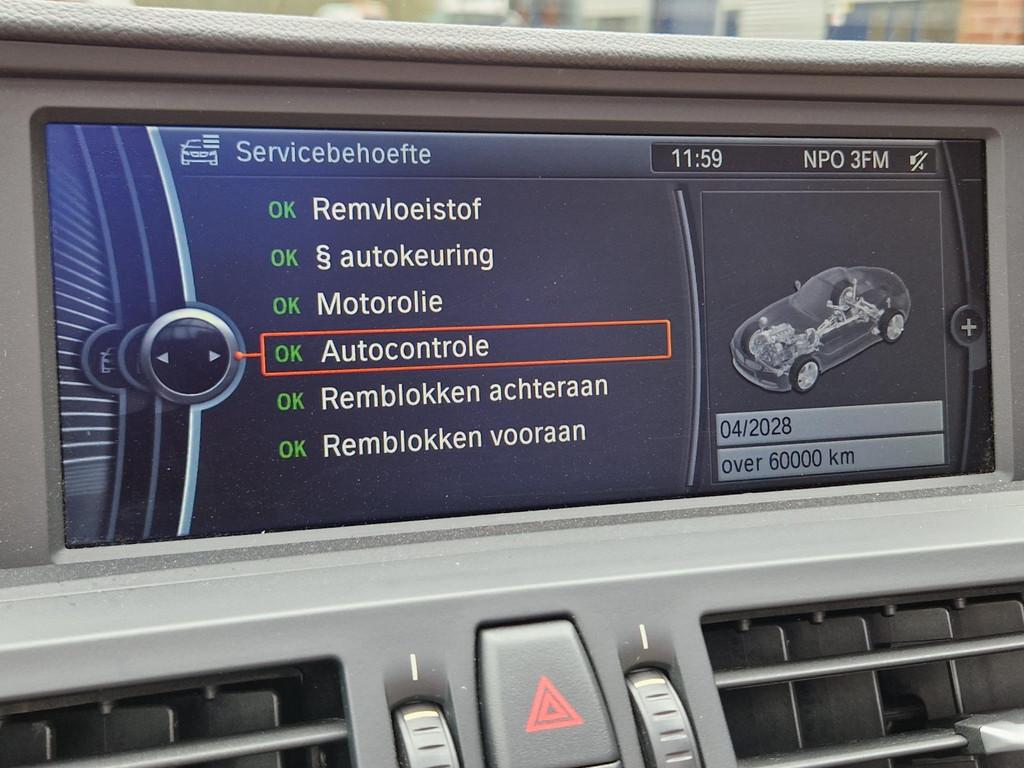 Servicebehoefte
11:59 NPO 3FM
OK Remvloeistof
OK § autokeuring
OK Motorolie
OK Autocontrole
OK Remblokken achteraan
OK Remblokken vooraan
04/2028
over 60000 km